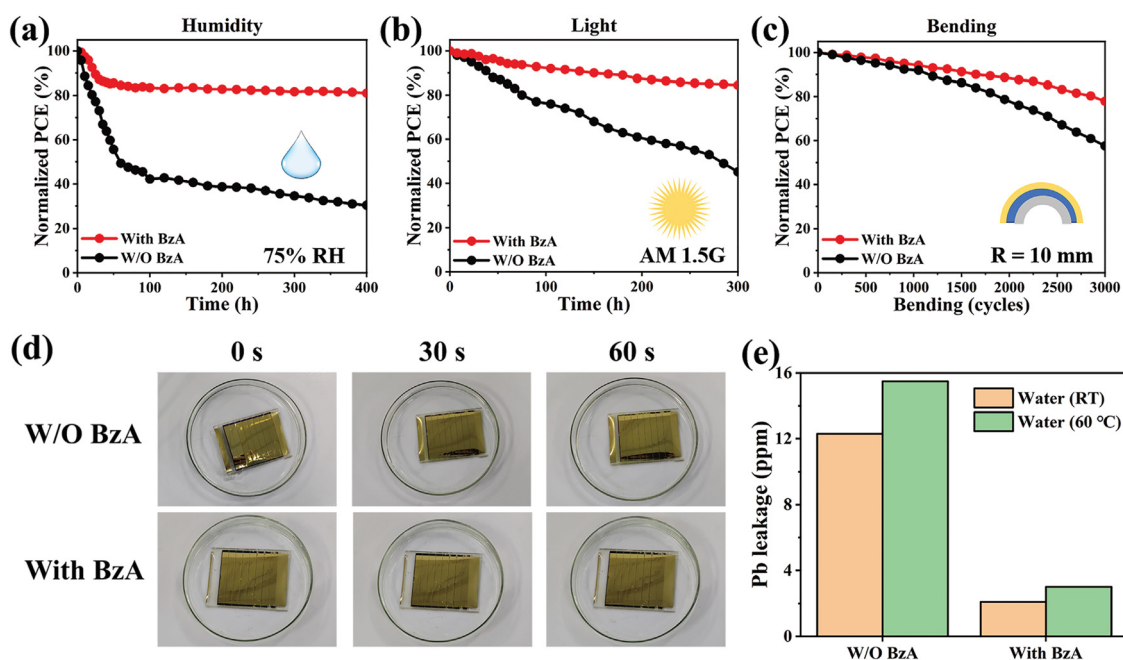 (a)
Humidity
Normalized PCE (%)
100
80
60
40
20
0
With BzA
W/O BzA
75% RH
0
100
200
300
400
Time (h)
(b)
Light
Normalized PCE (%)
100
80
60
40
20
0
With BzA
W/O BzA
AM 1.5G
0
100
200
300
Time (h)
(c)
Bending
Normalized PCE (%)
100
80
60
40
20
0
With BzA
W/O BzA
R = 10 mm
0
500
1000
1500
2000
2500
3000
Bending (cycles)
(d)
0 s
30 s
60 s
W/O BzA
With BzA
(e)
Pb leakage (ppm)
16
12
8
4
0
Water (RT)
Water (60 °C)
W/O BzA
With BzA